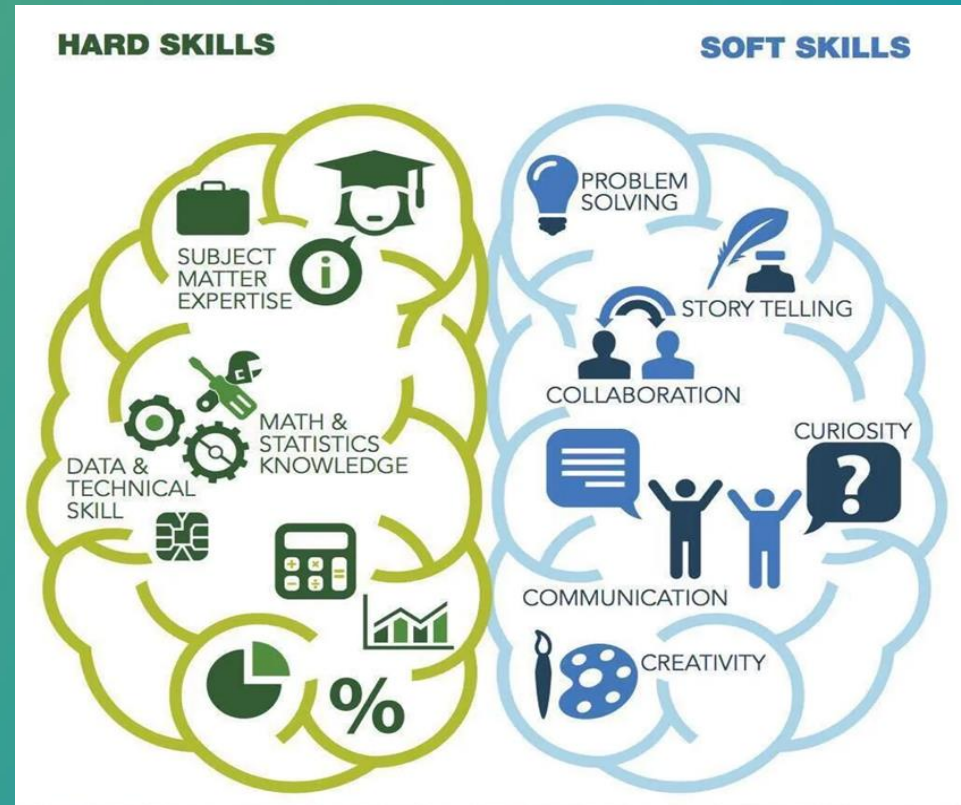 HARD SKILLS
SUBJECT
MATTER
EXPERTISE
i
MATH &
STATISTICS
KNOWLEDGE
DATA &
TECHNICAL
SKILL
+ × = - ÷
%
SOFT SKILLS
PROBLEM
SOLVING
STORY TELLING
COLLABORATION
CURIOSITY
?
COMMUNICATION
CREATIVITY